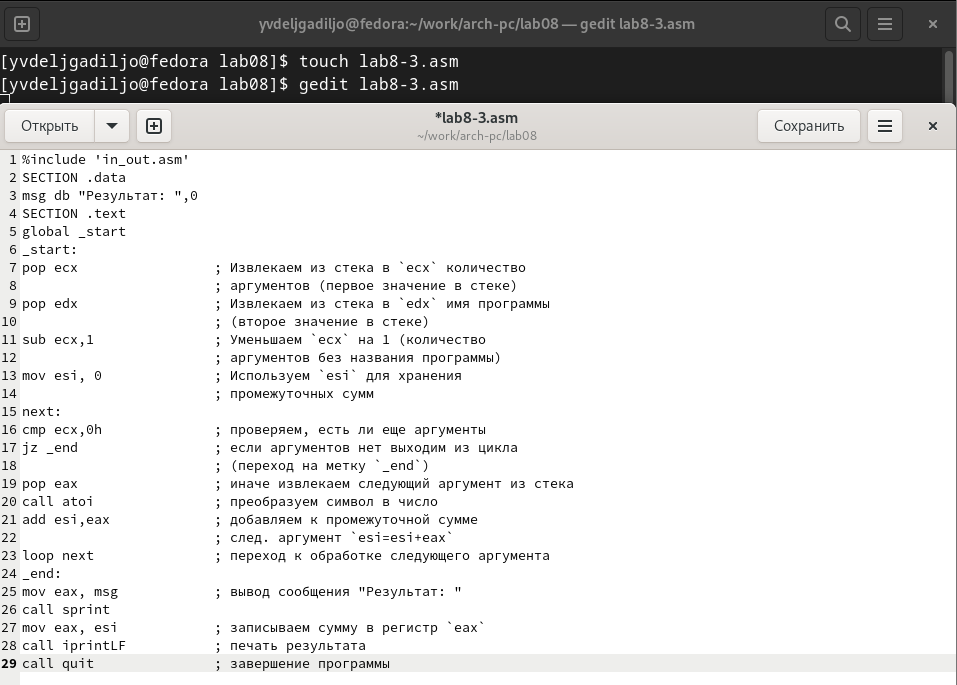 yvdeljgadiljo@fedora:~/work/arch-pc/lab08 — gedit lab8-3.asm
[yvdeljgadiljo@fedora lab08]$ touch lab8-3.asm
[yvdeljgadiljo@fedora lab08]$ gedit lab8-3.asm
Открыть *lab8-3.asm Сохранить
~/work/arch-pc/lab08
1 %include 'in_out.asm'
2 SECTION .data
3 msg db "Результат: ",0
4 SECTION .text
5 global _start
6 _start:
7 pop ecx ; Извлекаем из стека в `ecx` количество
8 ; аргументов (первое значение в стеке)
9 pop edx ; Извлекаем из стека в `edx` имя программы
10 ; (второе значение в стеке)
11 sub ecx,1 ; Уменьшаем `ecx` на 1 (количество
12 ; аргументов без названия программы)
13 mov esi, 0 ; Используем `esi` для хранения
14 ; промежуточных сумм
15 next:
16 cmp ecx,0h ; проверяем, есть ли еще аргументы
17 jz _end ; если аргументов нет выходим из цикла
18 ; (переход на метку `_end`)
19 pop eax ; иначе извлекаем следующий аргумент из стека
20 call atoi ; преобразуем символ в число
21 add esi,eax ; добавляем к промежуточной сумме
22 ; след. аргумент `esi=esi+eax`
23 loop next ; переход к обработке следующего аргумента
24 _end:
25 mov eax, msg ; вывод сообщения "Результат: "
26 call sprint
27 mov eax, esi ; записываем сумму в регистр `eax`
28 call iprintLF ; печать результата
29 call quit ; завершение программы